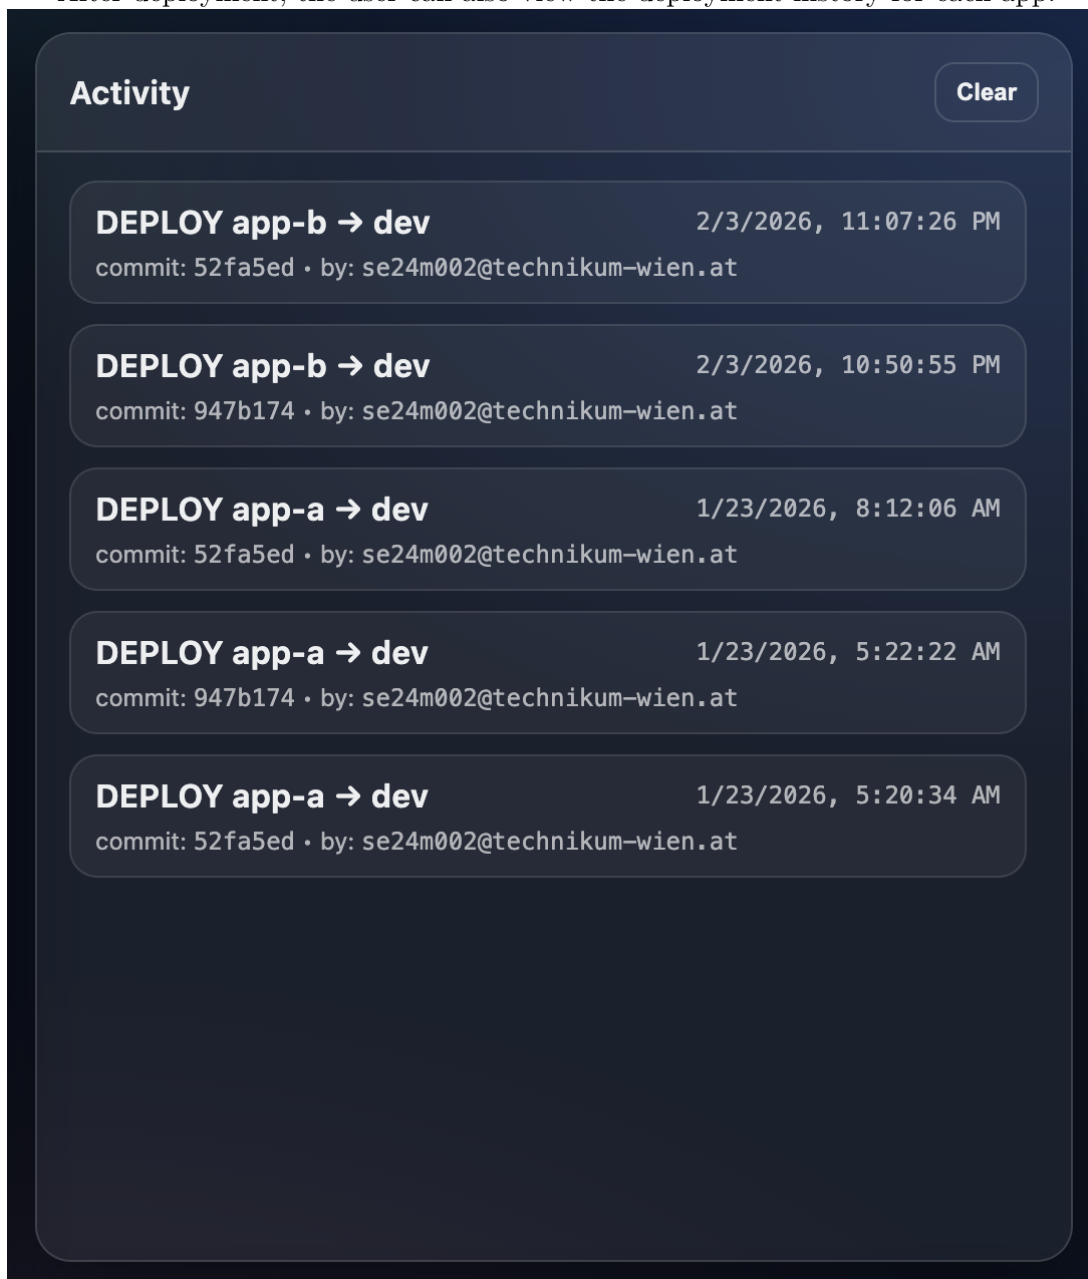 After deployment, the user can also view the deployment history for each app.
Activity
Clear
DEPLOY app-b → dev
2/3/2026, 11:07:26 PM
commit: 52fa5ed • by: se24m002@technikum-wien.at
DEPLOY app-b → dev
2/3/2026, 10:50:55 PM
commit: 947b174 • by: se24m002@technikum-wien.at
DEPLOY app-a → dev
1/23/2026, 8:12:06 AM
commit: 52fa5ed • by: se24m002@technikum-wien.at
DEPLOY app-a → dev
1/23/2026, 5:22:22 AM
commit: 947b174 • by: se24m002@technikum-wien.at
DEPLOY app-a → dev
1/23/2026, 5:20:34 AM
commit: 52fa5ed • by: se24m002@technikum-wien.at